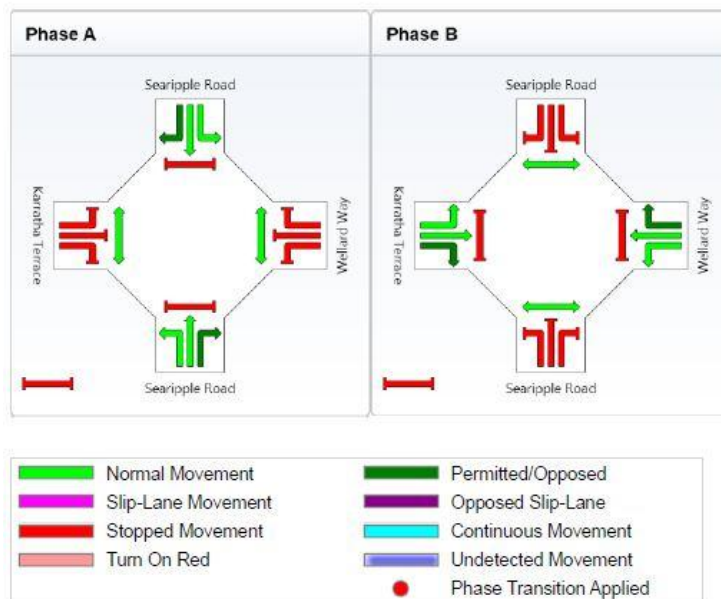 Phase A
Phase B
Searipple Road
Searipple Road
Karratha Terrace
Wellard Way
Karratha Terrace
Wellard Way
Searipple Road
Searipple Road
Normal Movement
Permitted/Opposed
Slip-Lane Movement
Opposed Slip-Lane
Stopped Movement
Continuous Movement
Turn On Red
Undetected Movement
Phase Transition Applied